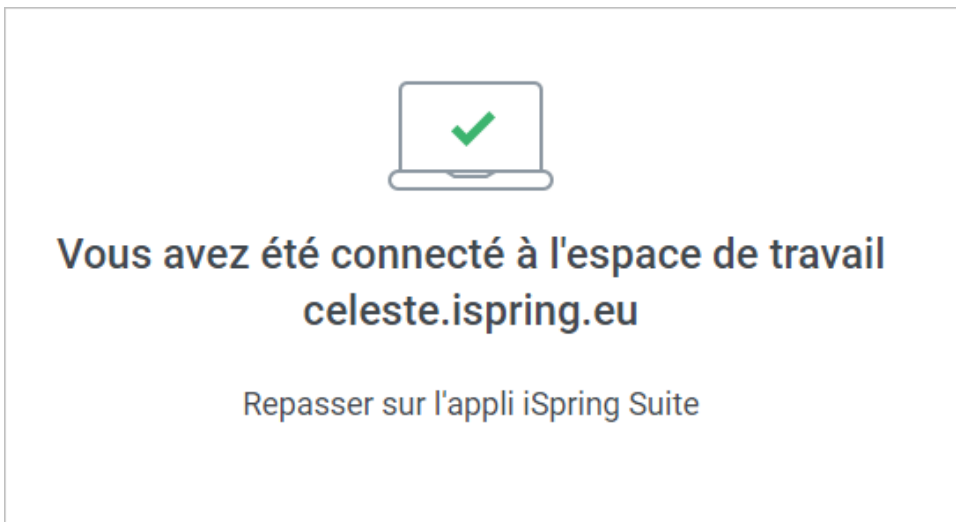 Vous avez été connecté à l'espace de travail
celeste.ispring.eu
Repasser sur l'appli iSpring Suite